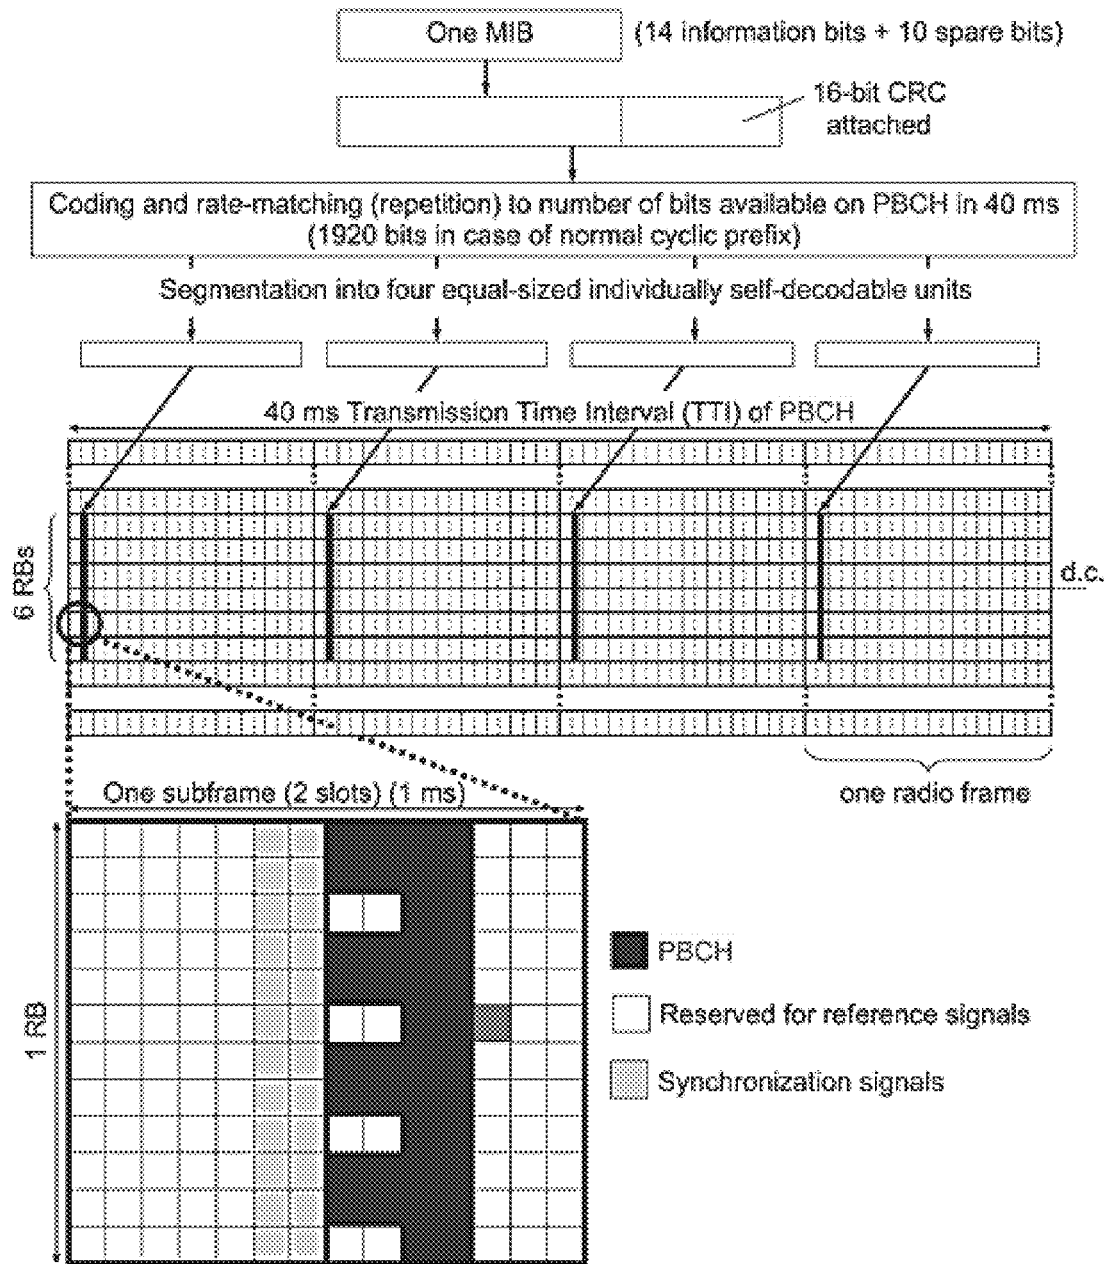 One MIB
(14 information bits + 10 spare bits)
16-bit CRC
attached
Coding and rate-matching (repetition) to number of bits available on PBCH in 40 ms
(1920 bits in case of normal cyclic prefix)
Segmentation into four equal-sized individually self-decodable units
40 ms Transmission Time Interval (TTI) of PBCH
6 RBs
d.c.
one radio frame
One subframe (2 slots) (1 ms)
1 RB
PBCH
Reserved for reference signals
Synchronization signals